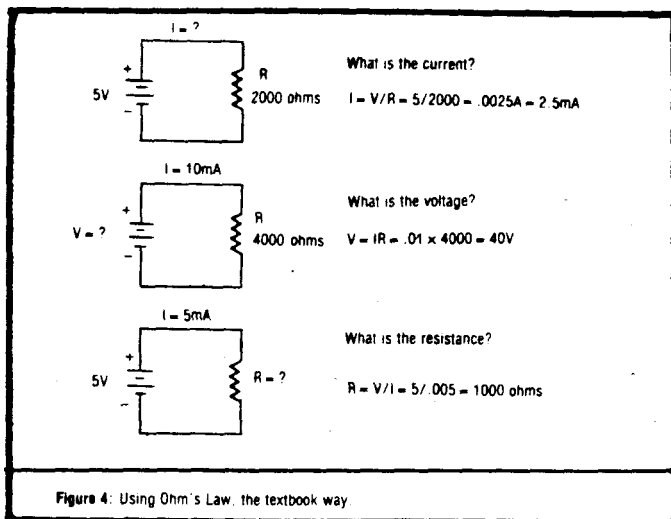 I = ?
+
5V
−
R
2000 ohms
What is the current?
I = V/R = 5/2000 = .0025A = 2.5mA
I = 10mA
+
V = ?
−
R
4000 ohms
What is the voltage?
V = IR = .01 × 4000 = 40V
I = 5mA
+
5V
−
R = ?
What is the resistance?
R = V/I = 5/.005 = 1000 ohms
Figure 4: Using Ohm's Law, the textbook way.